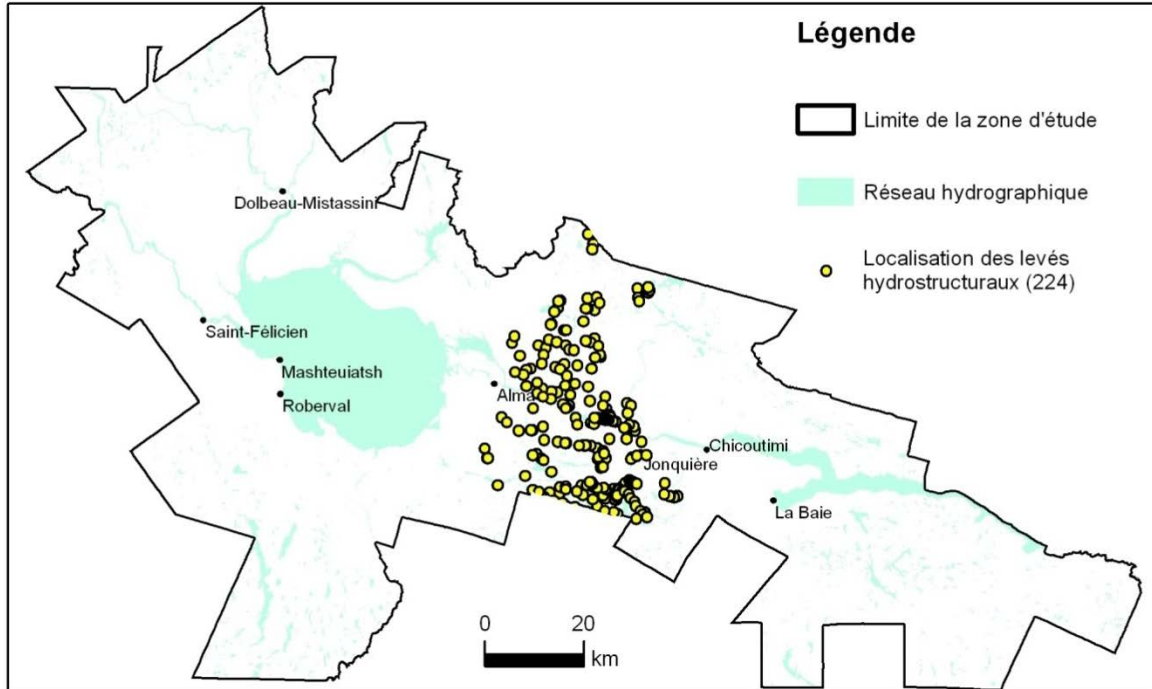 Légende
Limite de la zone d'étude
Réseau hydrographique
Localisation des levés
hydrostructuraux (224)
Dolbeau-Mistassini
Saint-Félicien
Mashteuiatsh
Roberval
Alma
Chicoutimi
Jonquière
La Baie
0 20
km